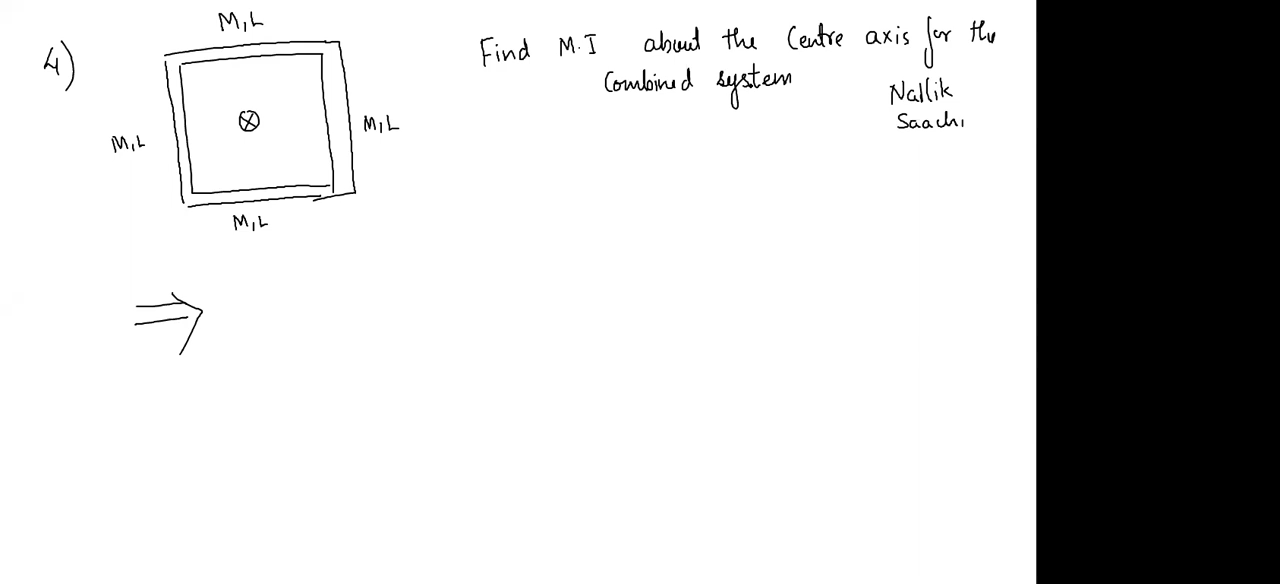 4)
M,L
Find M.I about the Centre axis for the
Combined system
Nallik
Saachi
M,L
M,L
M,L